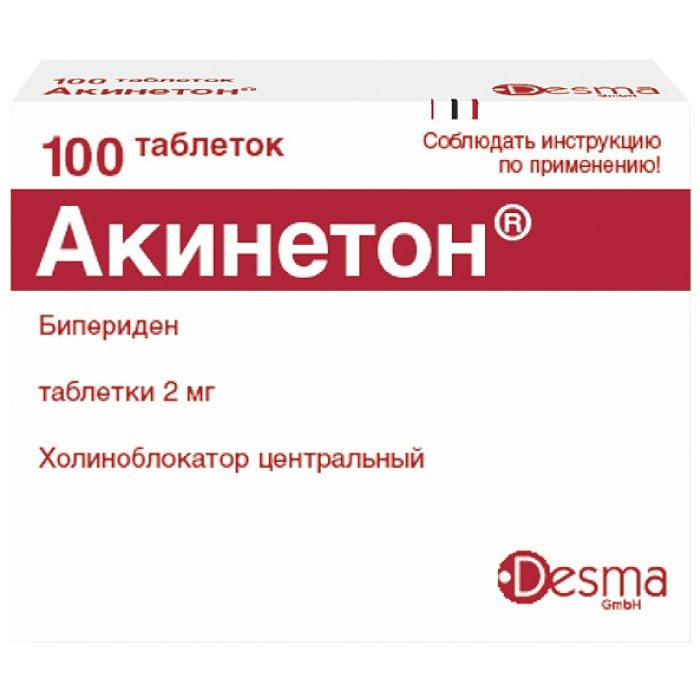 100 таблеток
Акинетон®
Desma
GmbH
100 таблеток
Соблюдать инструкцию
по применению!
Акинетон®
Бипериден
таблетки 2 мг
Холиноблокатор центральный
Desma
GmbH